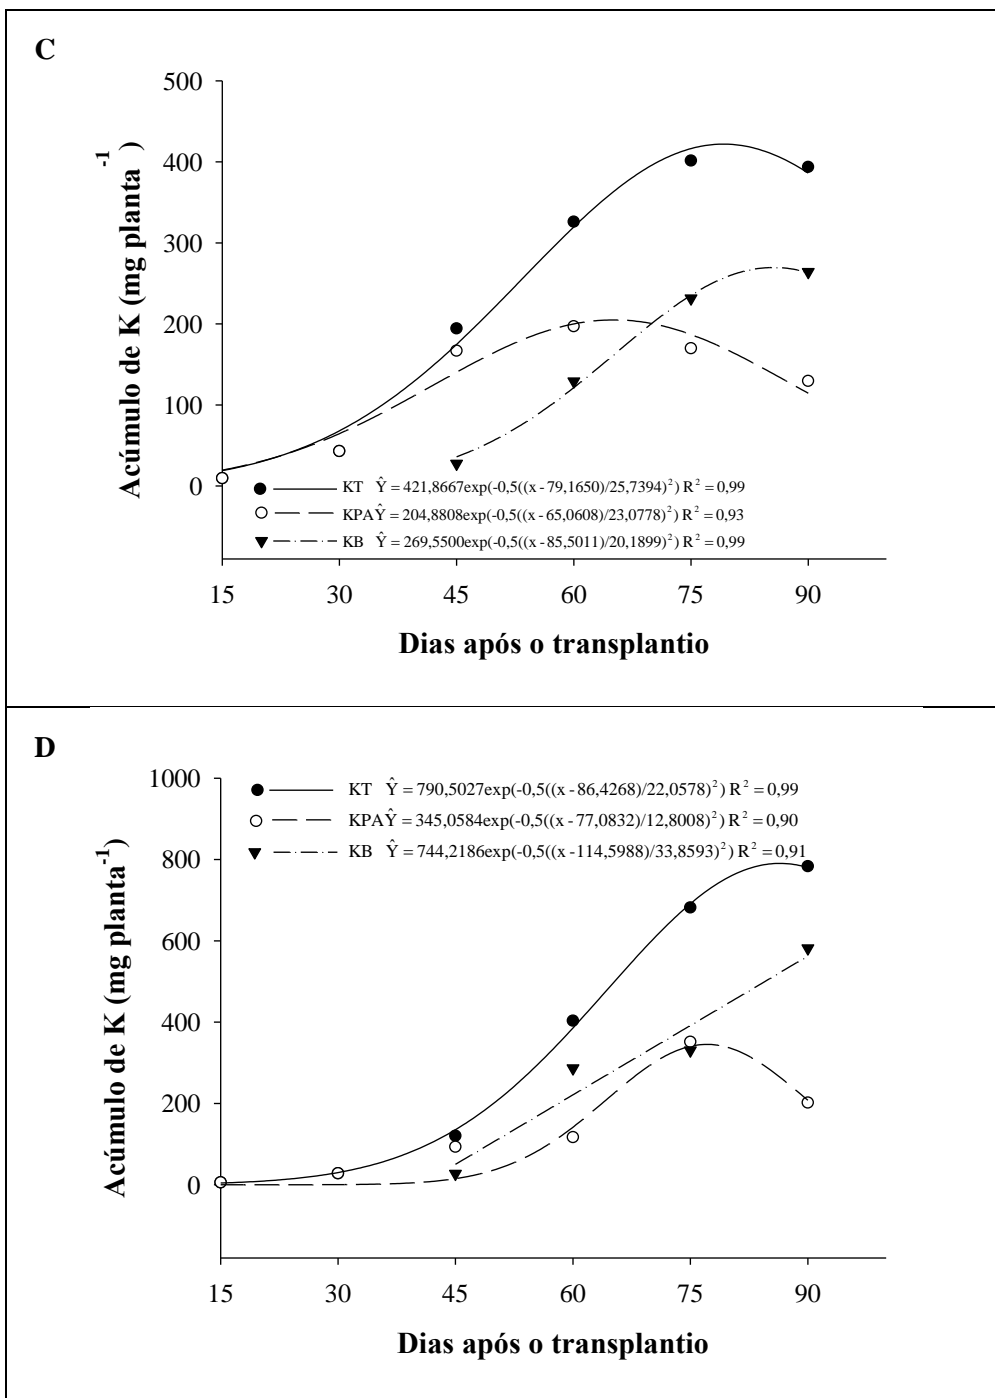 C
500
400
300
200
100
0
Acúmulo de K (mg planta⁻¹)
KT Ŷ = 421,8667exp(-0,5((x - 79,1650)/25,7394)²) R² = 0,99
KPA Ŷ = 204,8808exp(-0,5((x - 65,0608)/23,0778)²) R² = 0,93
KB Ŷ = 269,5500exp(-0,5((x - 85,5011)/20,1899)²) R² = 0,99
15 30 45 60 75 90
Dias após o transplantio
D
1000
800
600
400
200
0
Acúmulo de K (mg planta⁻¹)
KT Ŷ = 790,5027exp(-0,5((x - 86,4268)/22,0578)²) R² = 0,99
KPA Ŷ = 345,0584exp(-0,5((x - 77,0832)/12,8008)²) R² = 0,90
KB Ŷ = 744,2186exp(-0,5((x -114,5988)/33,8593)²) R² = 0,91
15 30 45 60 75 90
Dias após o transplantio